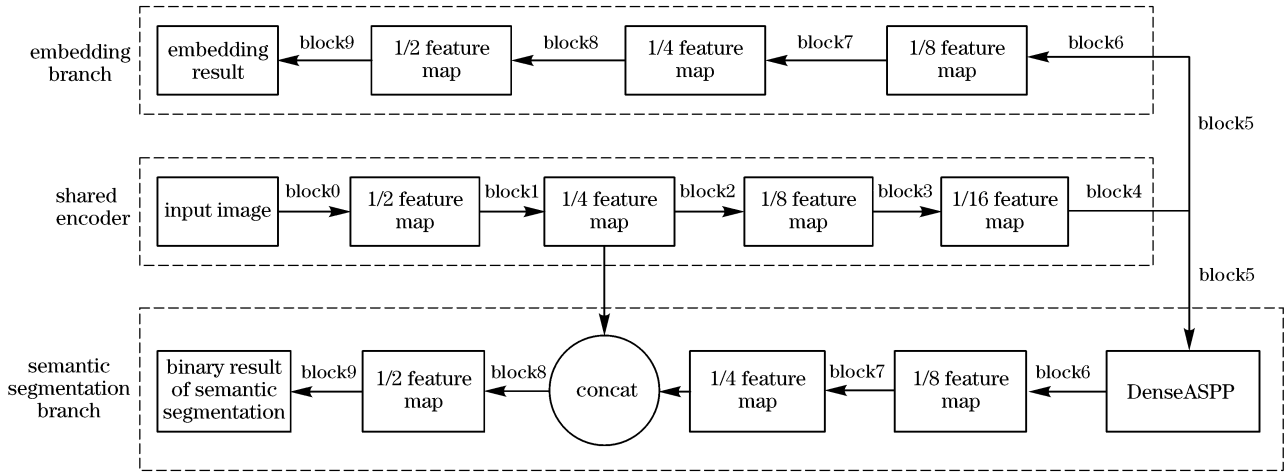 embedding
branch
embedding
result
block9
1/2 feature
map
block8
1/4 feature
map
block7
1/8 feature
map
block6
block5
shared
encoder
input image
block0
1/2 feature
map
block1
1/4 feature
map
block2
1/8 feature
map
block3
1/16 feature
map
block4
block5
semantic
segmentation
branch
binary result
of semantic
segmentation
block9
1/2 feature
map
block8
concat
1/4 feature
map
block7
1/8 feature
map
block6
DenseASPP